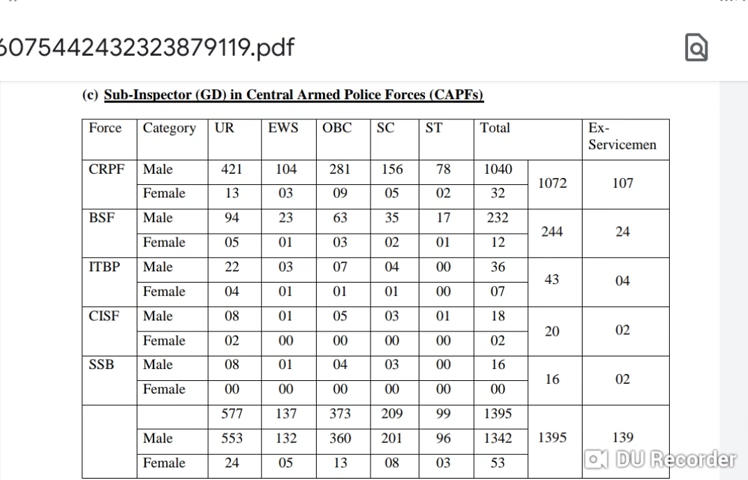 6075442432323879119.pdf
(c) Sub-Inspector (GD) in Central Armed Police Forces (CAPFs)
Force Category UR EWS OBC SC ST Total Ex-
Servicemen
CRPF Male 421 104 281 156 78 1040
1072 107
Female 13 03 09 05 02 32
BSF Male 94 23 63 35 17 232
244 24
Female 05 01 03 02 01 12
ITBP Male 22 03 07 04 00 36
43 04
Female 04 01 01 01 00 07
CISF Male 08 01 05 03 01 18
20 02
Female 02 00 00 00 00 02
SSB Male 08 01 04 03 00 16
16 02
Female 00 00 00 00 00 00
577 137 373 209 99 1395
Male 553 132 360 201 96 1342 1395 139
Female 24 05 13 08 03 53
DU Recorder